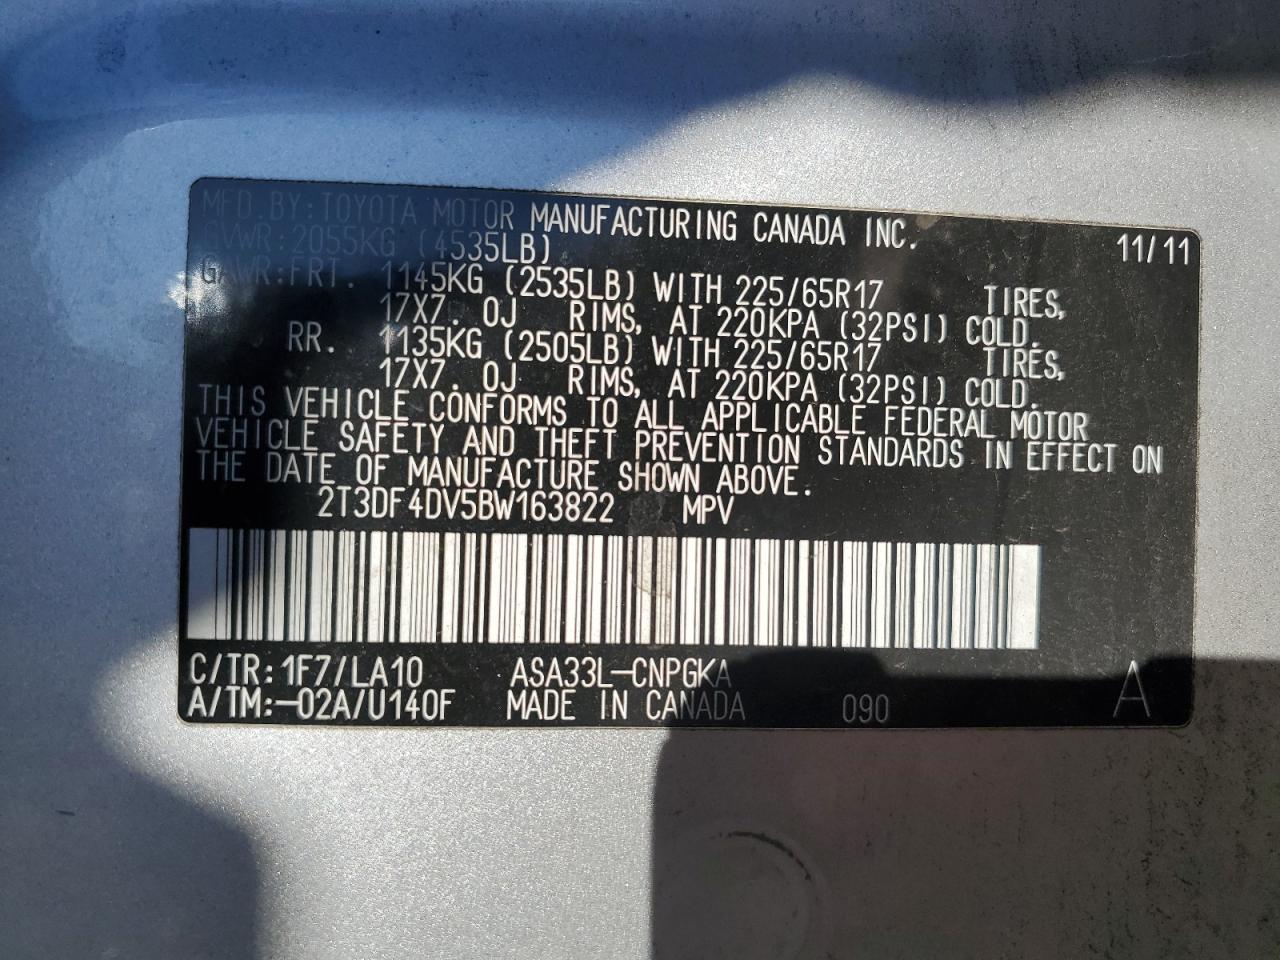 MFD.BY:TOYOTA MOTOR MANUFACTURING CANADA INC. 11/11
GVWR:2055KG (4535LB)
GAWR:FRT. 1145KG (2535LB) WITH 225/65R17 TIRES,
17X7.0J RIMS, AT 220KPA (32PSI) COLD.
RR. 1135KG (2505LB) WITH 225/65R17 TIRES,
17X7.0J RIMS, AT 220KPA (32PSI) COLD.
THIS VEHICLE CONFORMS TO ALL APPLICABLE FEDERAL MOTOR
VEHICLE SAFETY AND THEFT PREVENTION STANDARDS IN EFFECT ON
THE DATE OF MANUFACTURE SHOWN ABOVE.
2T3DF4DV5BW163822 MPV
C/TR:1F7/LA10 ASA33L-CNPGKA
A/TM:-02A/U140F MADE IN CANADA 090 A